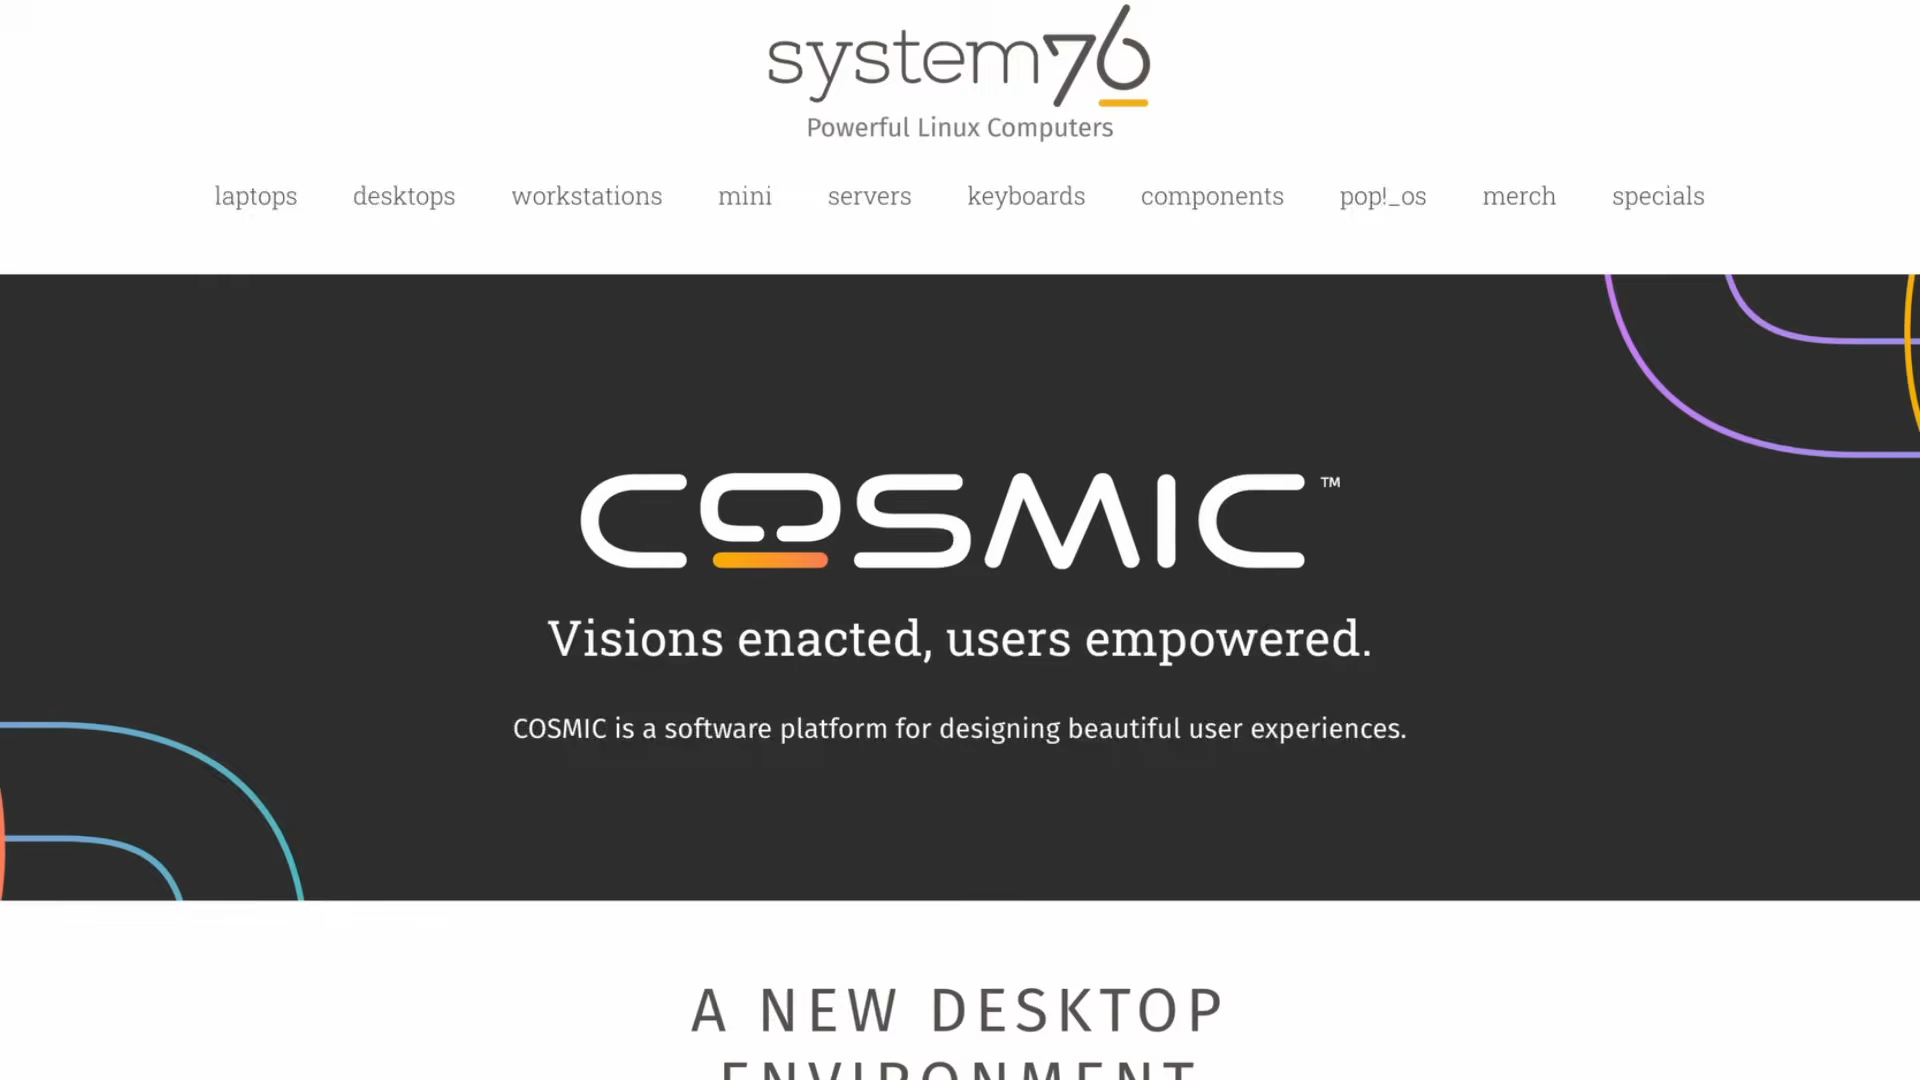 system76
Powerful Linux Computers
laptops desktops workstations mini servers keyboards components pop!_os merch specials
COSMIC™
Visions enacted, users empowered.
COSMIC is a software platform for designing beautiful user experiences.
A NEW DESKTOP
ENVIRONMENT